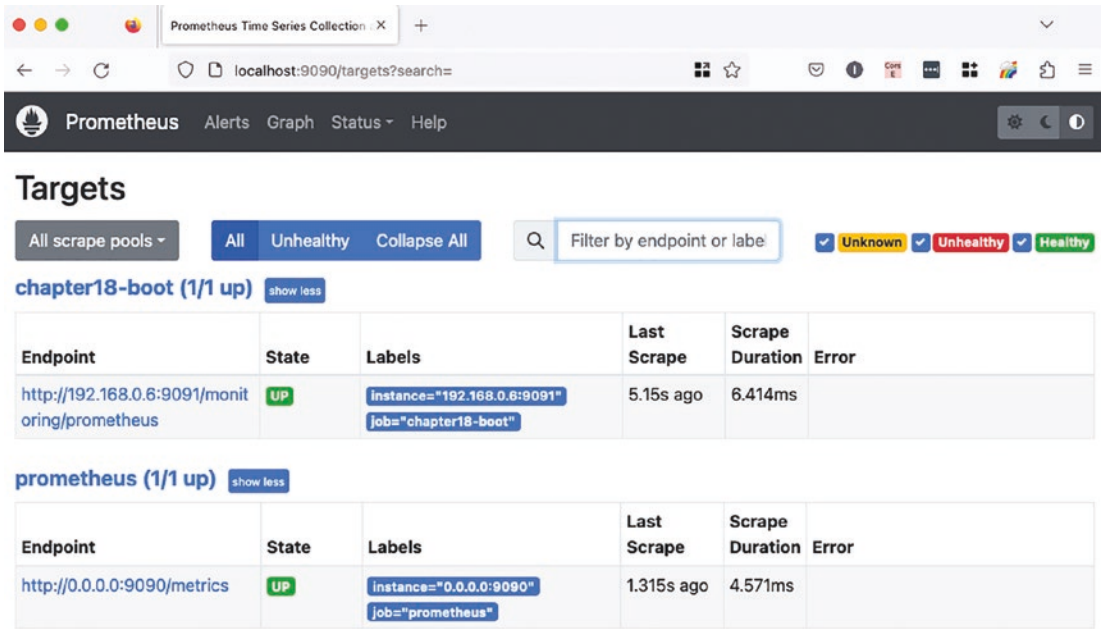 Prometheus Time Series Collection
localhost:9090/targets?search=
Prometheus Alerts Graph Status Help
Targets
All scrape pools All Unhealthy Collapse All Filter by endpoint or label Unknown Unhealthy Healthy
chapter18-boot (1/1 up) show less
Last Scrape
Endpoint State Labels Scrape Duration Error
http://192.168.0.6:9091/monit UP instance="192.168.0.6:9091" 5.15s ago 6.414ms
oring/prometheus job="chapter18-boot"
prometheus (1/1 up) show less
Last Scrape
Endpoint State Labels Scrape Duration Error
http://0.0.0.0:9090/metrics UP instance="0.0.0.0:9090" 1.315s ago 4.571ms
job="prometheus"